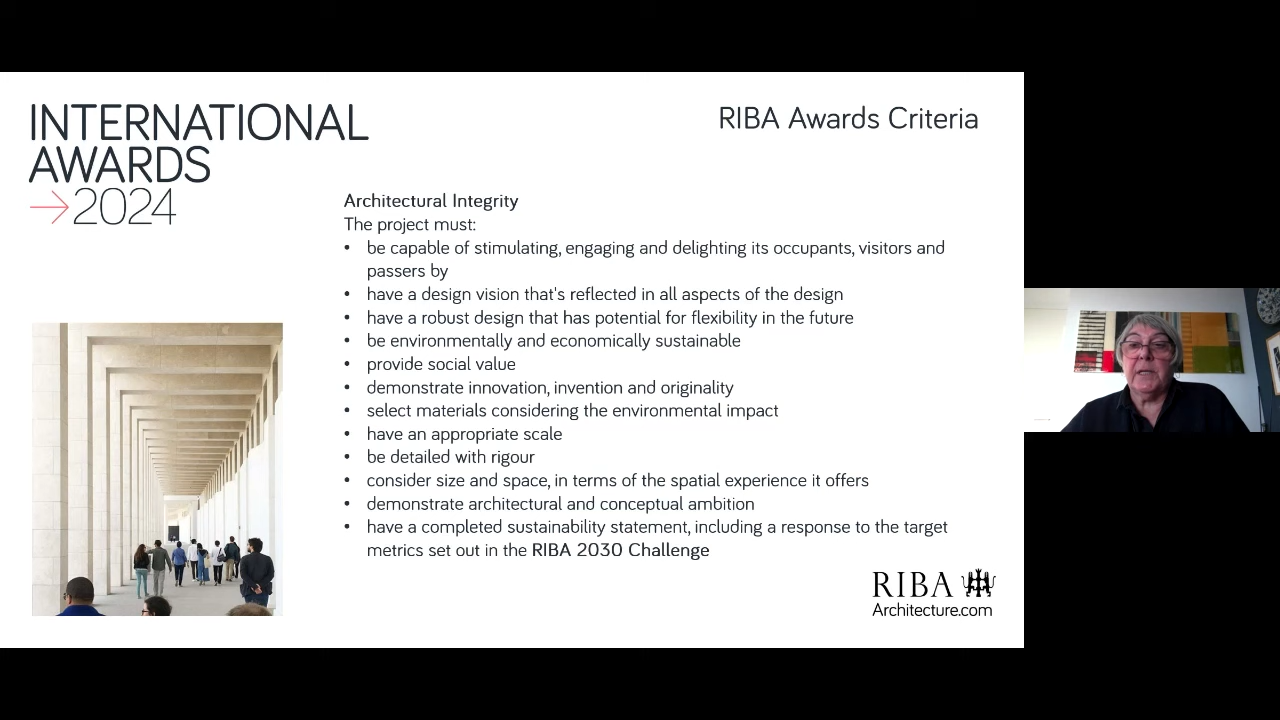 INTERNATIONAL
AWARDS
→2024
RIBA Awards Criteria
Architectural Integrity
The project must:
• be capable of stimulating, engaging and delighting its occupants, visitors and
passers by
• have a design vision that's reflected in all aspects of the design
• have a robust design that has potential for flexibility in the future
• be environmentally and economically sustainable
• provide social value
• demonstrate innovation, invention and originality
• select materials considering the environmental impact
• have an appropriate scale
• be detailed with rigour
• consider size and space, in terms of the spatial experience it offers
• demonstrate architectural and conceptual ambition
• have a completed sustainability statement, including a response to the target
metrics set out in the RIBA 2030 Challenge
RIBA
Architecture.com